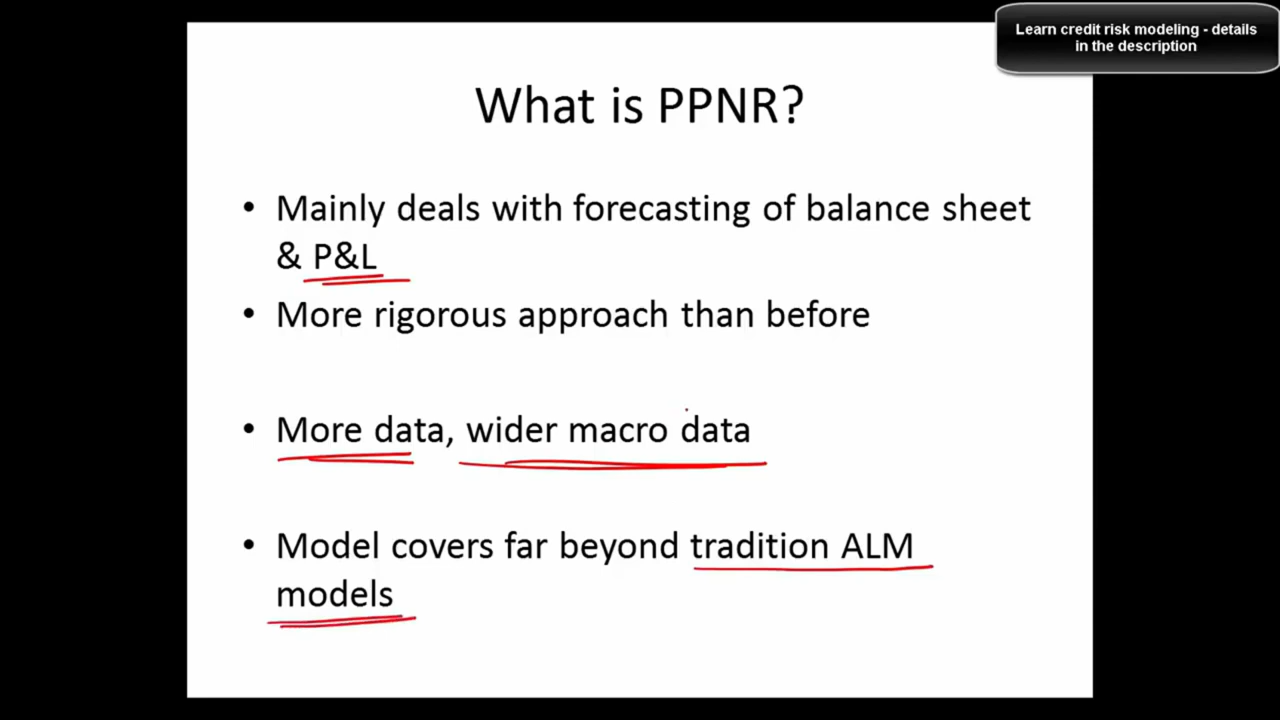 Learn credit risk modeling - details
in the description
What is PPNR?
• Mainly deals with forecasting of balance sheet
& P&L
• More rigorous approach than before
• More data, wider macro data
• Model covers far beyond tradition ALM
models